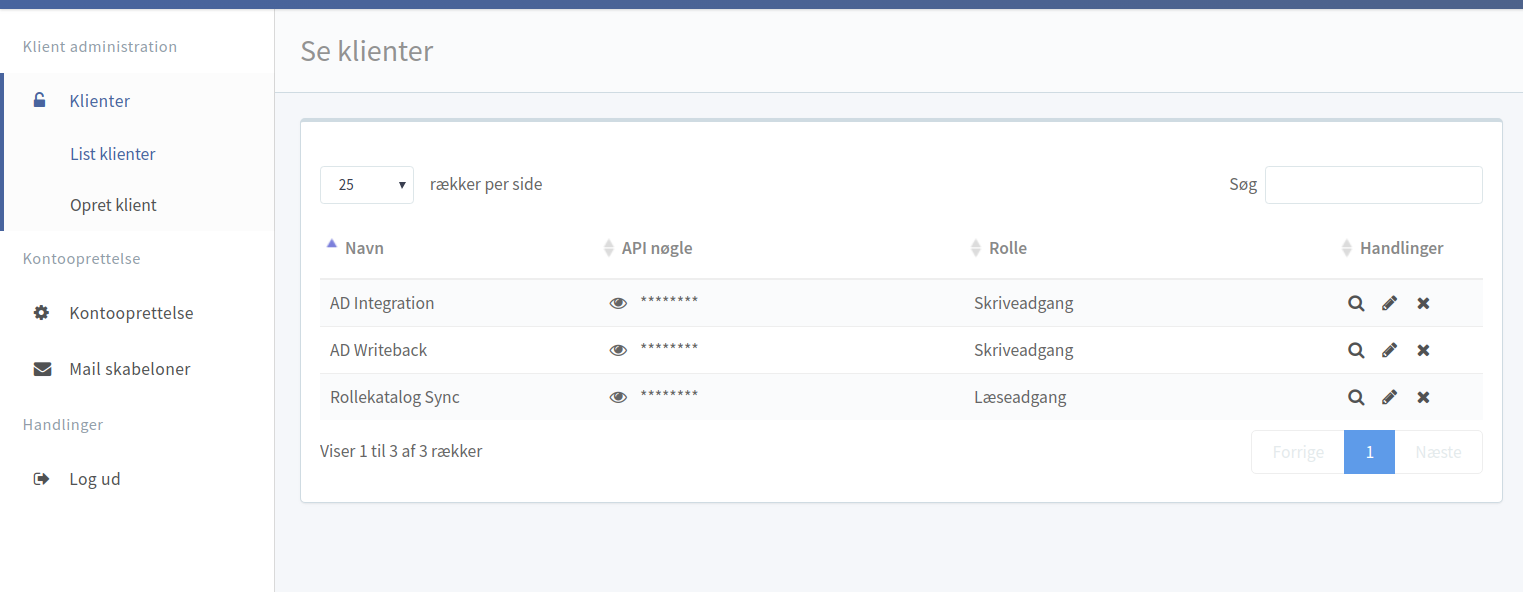 Klient administration
Klienter
List klienter
Opret klient
Kontooprettelse
Kontooprettelse
Mail skabeloner
Handlinger
Log ud
Se klienter
25 rækker per side Søg
Navn API nøgle Rolle Handlinger
AD Integration ******** Skriveadgang
AD Writeback ******** Skriveadgang
Rollekatalog Sync ******** Læseadgang
Viser 1 til 3 af 3 rækker Forrige 1 Næste